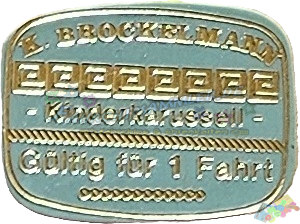 K. BROCKELMANN
- Kinderkarussell -
Gültig für 1 Fahrt